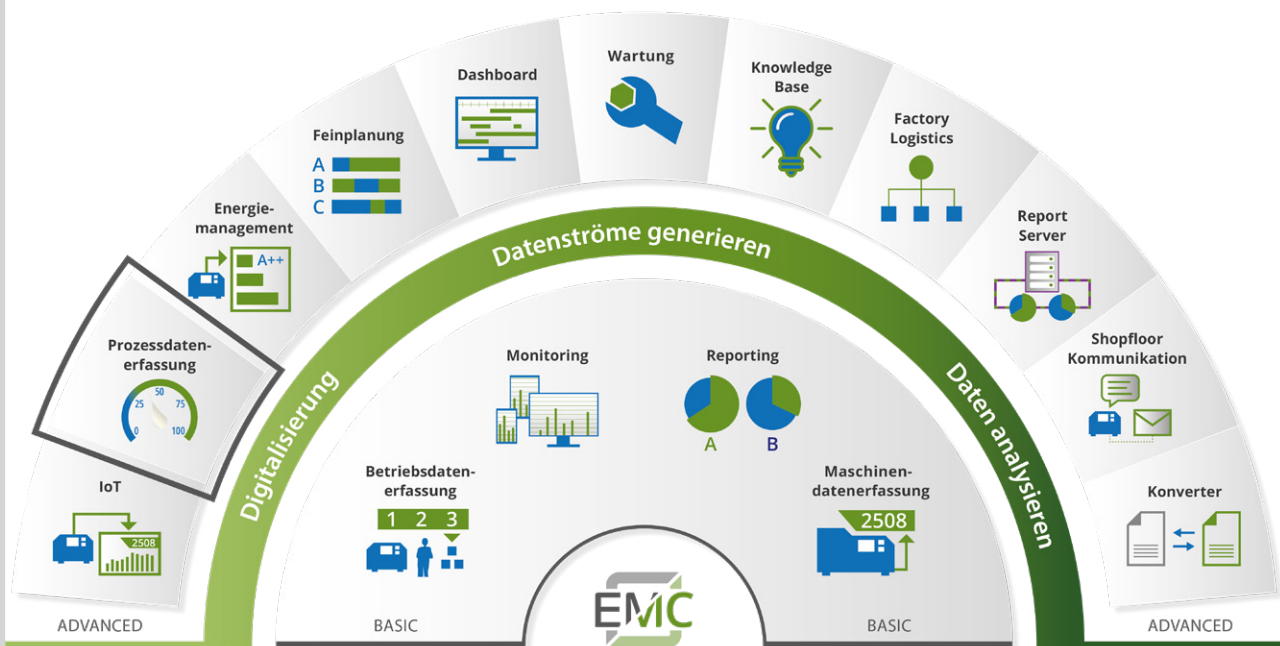 Wartung
Dashboard
Knowledge
Base
Feinplanung
A
B
C
Factory
Logistics
Energie-
management
A++
Report
Server
Prozessdaten-
erfassung
0
25
50
75
100
Shopfloor
Kommunikation
IoT
2508
Konverter
Digitalisierung
Datenströme generieren
Daten analysieren
Monitoring
Reporting
A
B
Betriebsdaten-
erfassung
1 2 3
Maschinen-
datenerfassung
2508
EMC
ADVANCED
BASIC
BASIC
ADVANCED